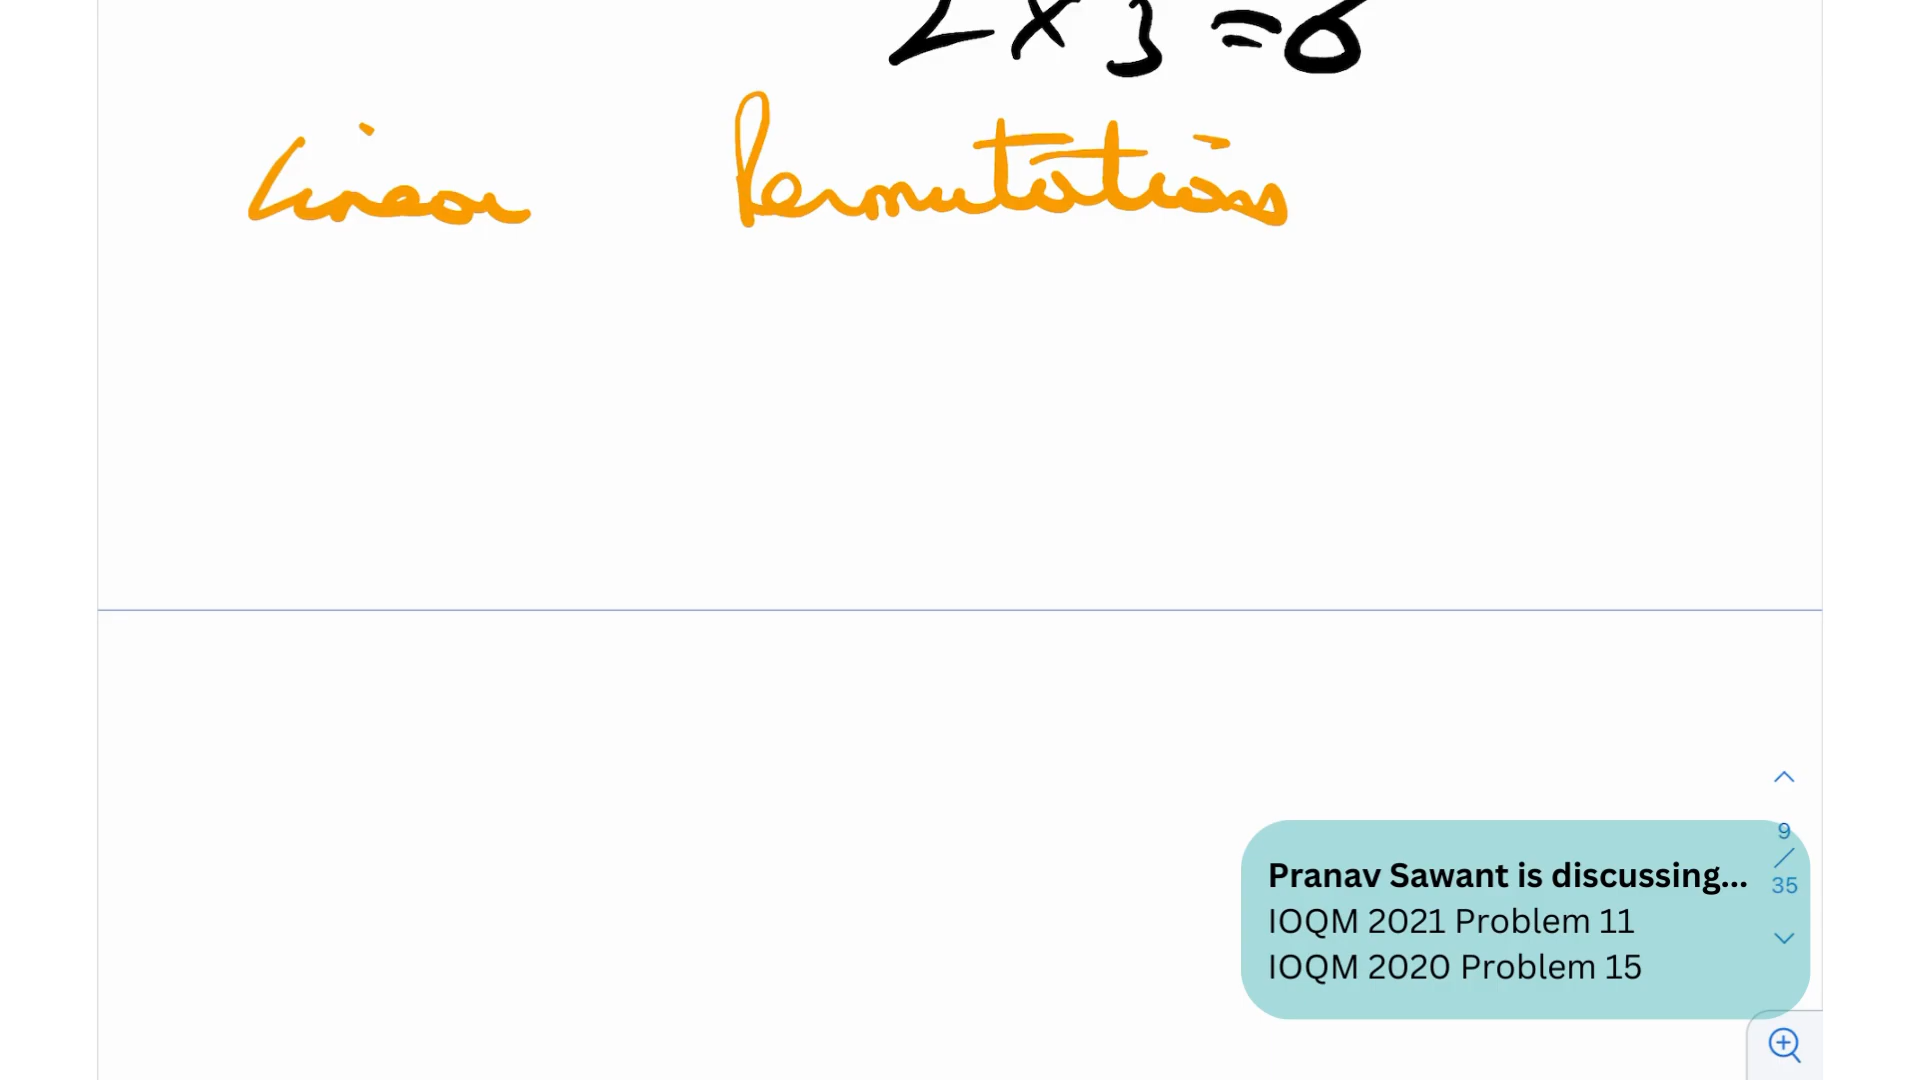 2 x 3 = 6
Linear Permutations
9
/
35
Pranav Sawant is discussing...
IOQM 2021 Problem 11
IOQM 2020 Problem 15